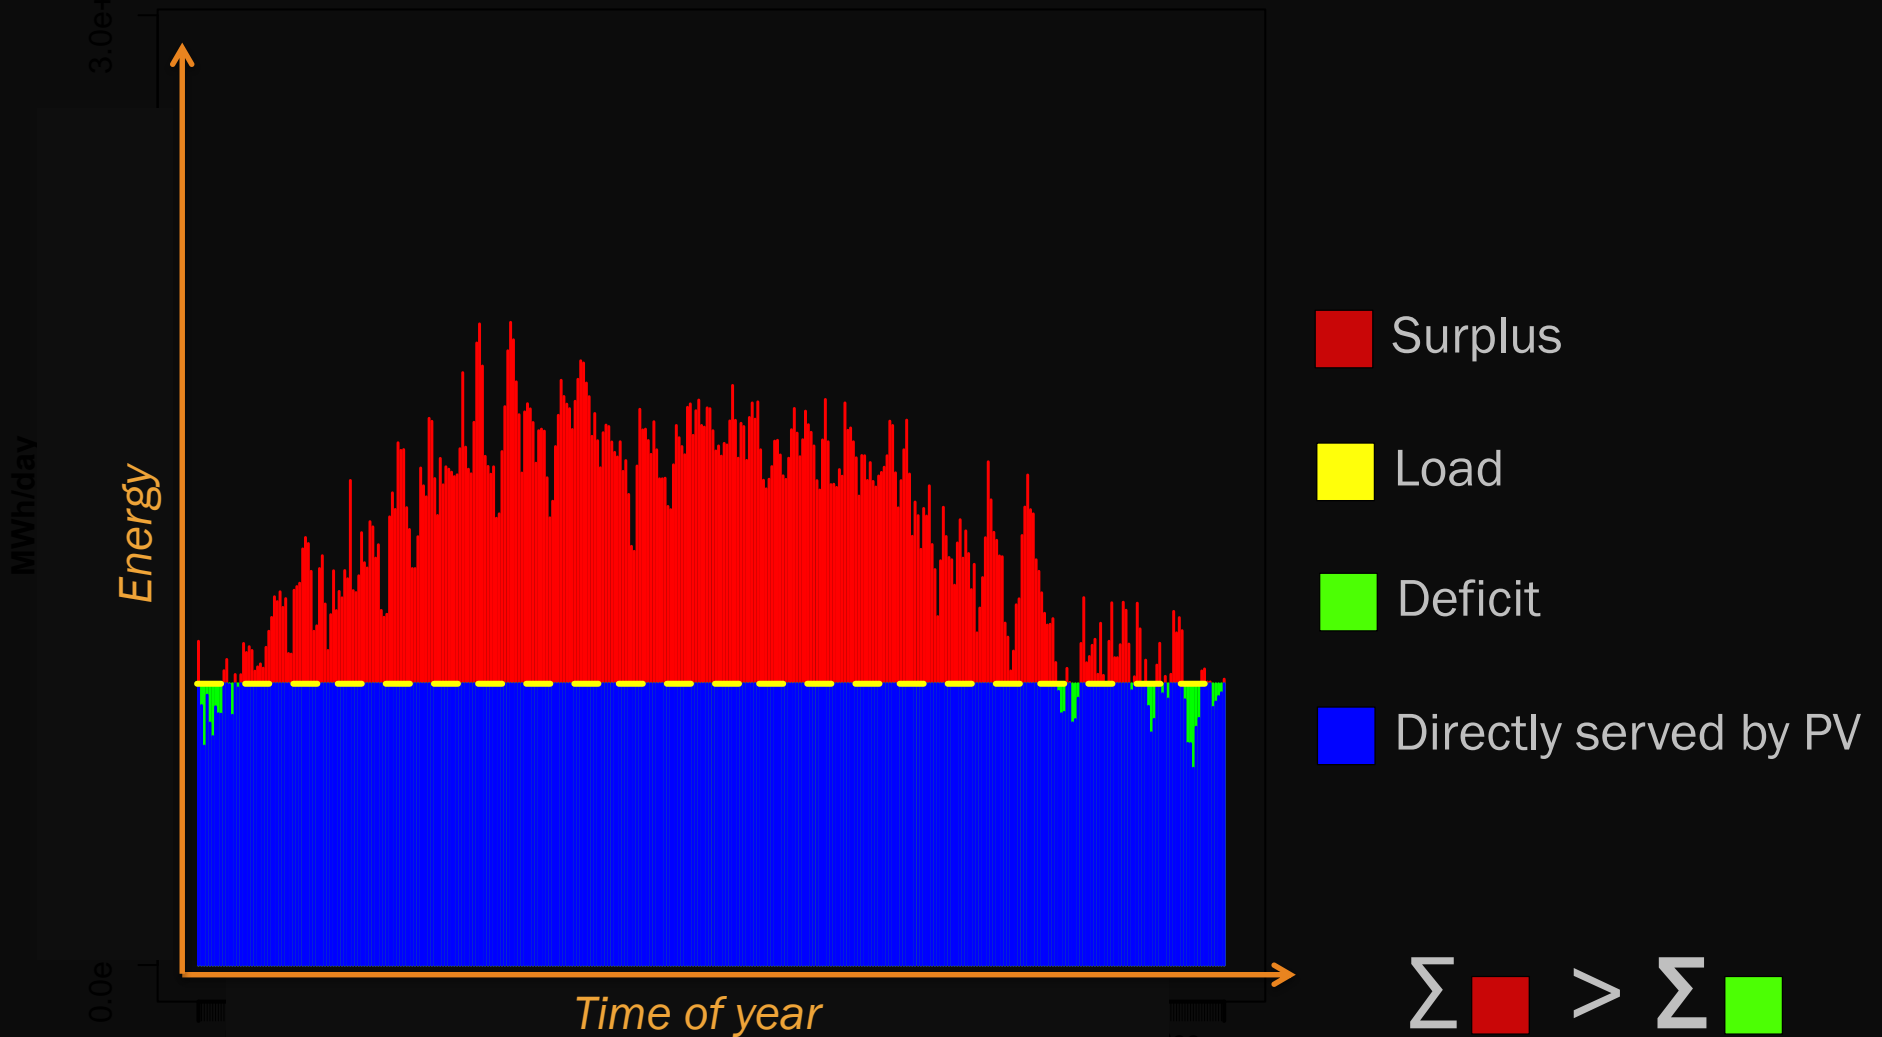 3.0e+
MWh/day
Energy
0.0e
Time of year
Surplus
Load
Deficit
Directly served by PV
Σ > Σ